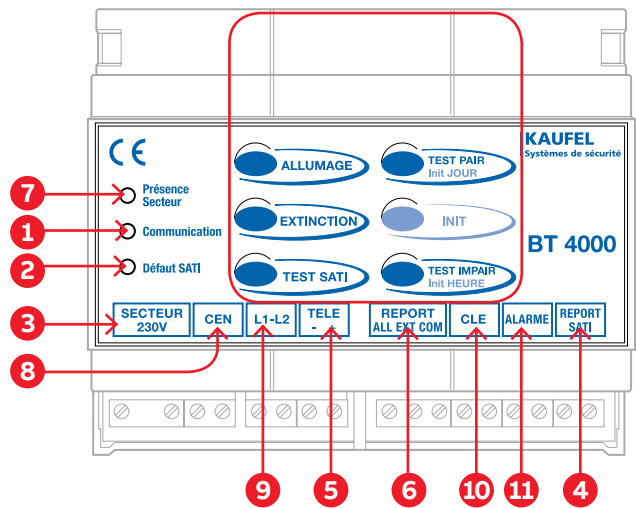 CE
KAUFEL
Systèmes de sécurité
BT 4000
ALLUMAGE
TEST PAIR
Init JOUR
EXTINCTION
INIT
TEST SATI
TEST IMPAIR
Init HEURE
7
Présence
Secteur
1
Communication
2
Défaut SATI
3
SECTEUR
230V
CEN
L1-L2
TELE
- +
REPORT
ALL EXT COM
CLE
ALARME
REPORT
SATI
8
9
5
6
10
11
4